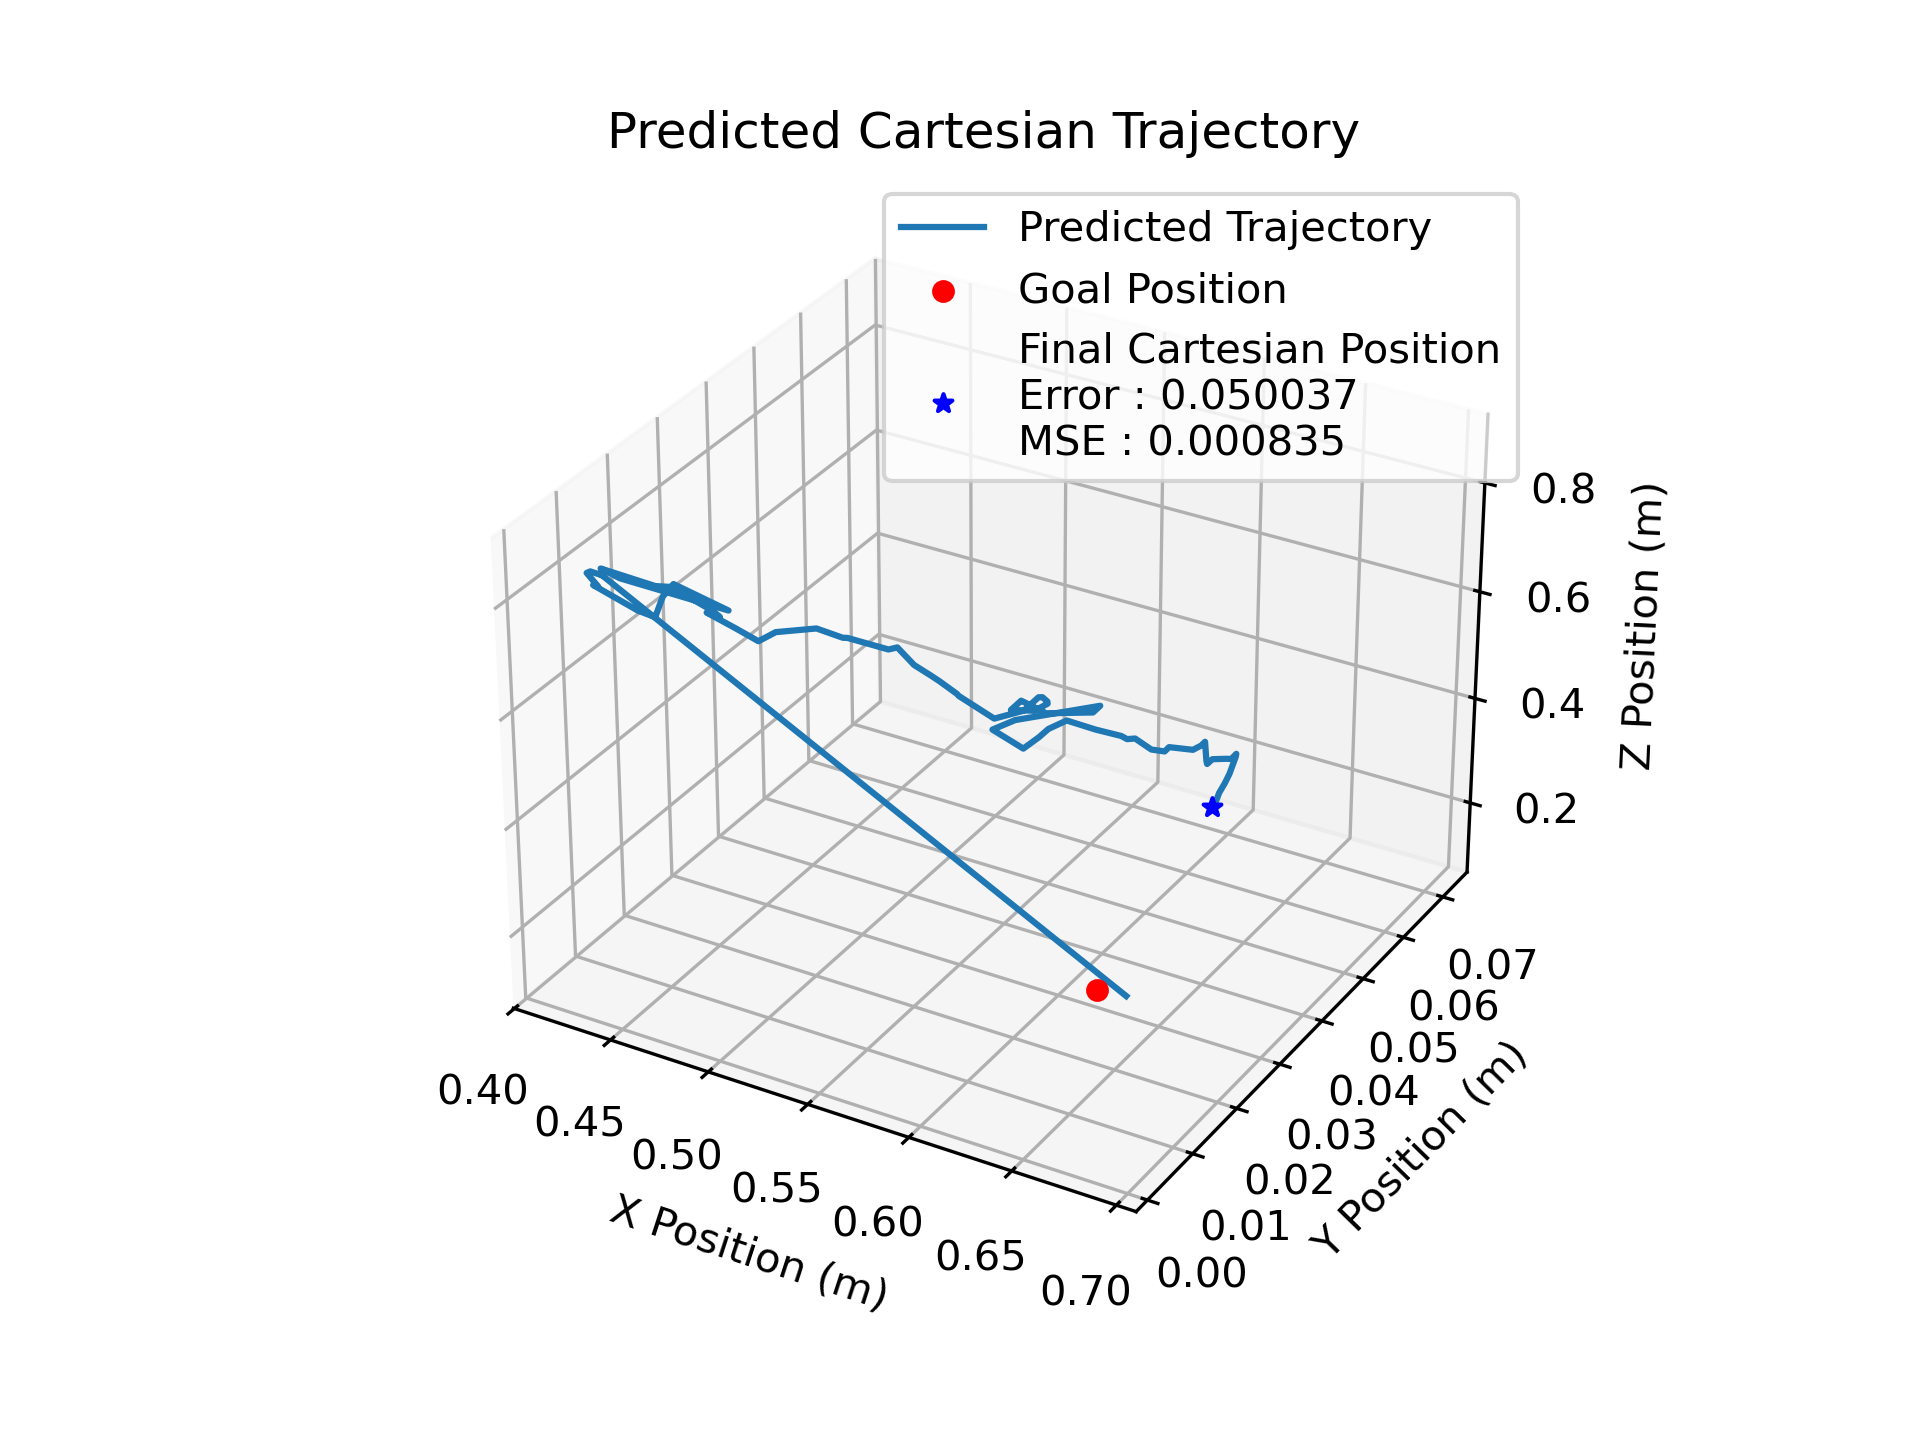 Predicted Cartesian Trajectory
Predicted Trajectory
Goal Position
Final Cartesian Position
Error : 0.050037
MSE : 0.000835
0.8
0.6
0.4
0.2
Z Position (m)
0.07
0.06
0.05
0.04
0.03
0.02
0.01
0.00
Y Position (m)
0.40
0.45
0.50
0.55
0.60
0.65
0.70
X Position (m)